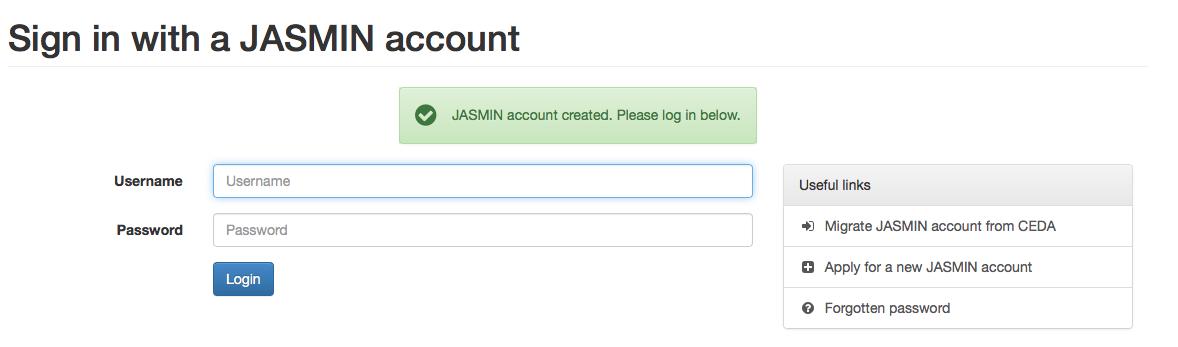 Sign in with a JASMIN account
JASMIN account created. Please log in below.
Username
Username
Password
Password
Login
Useful links
Migrate JASMIN account from CEDA
Apply for a new JASMIN account
Forgotten password